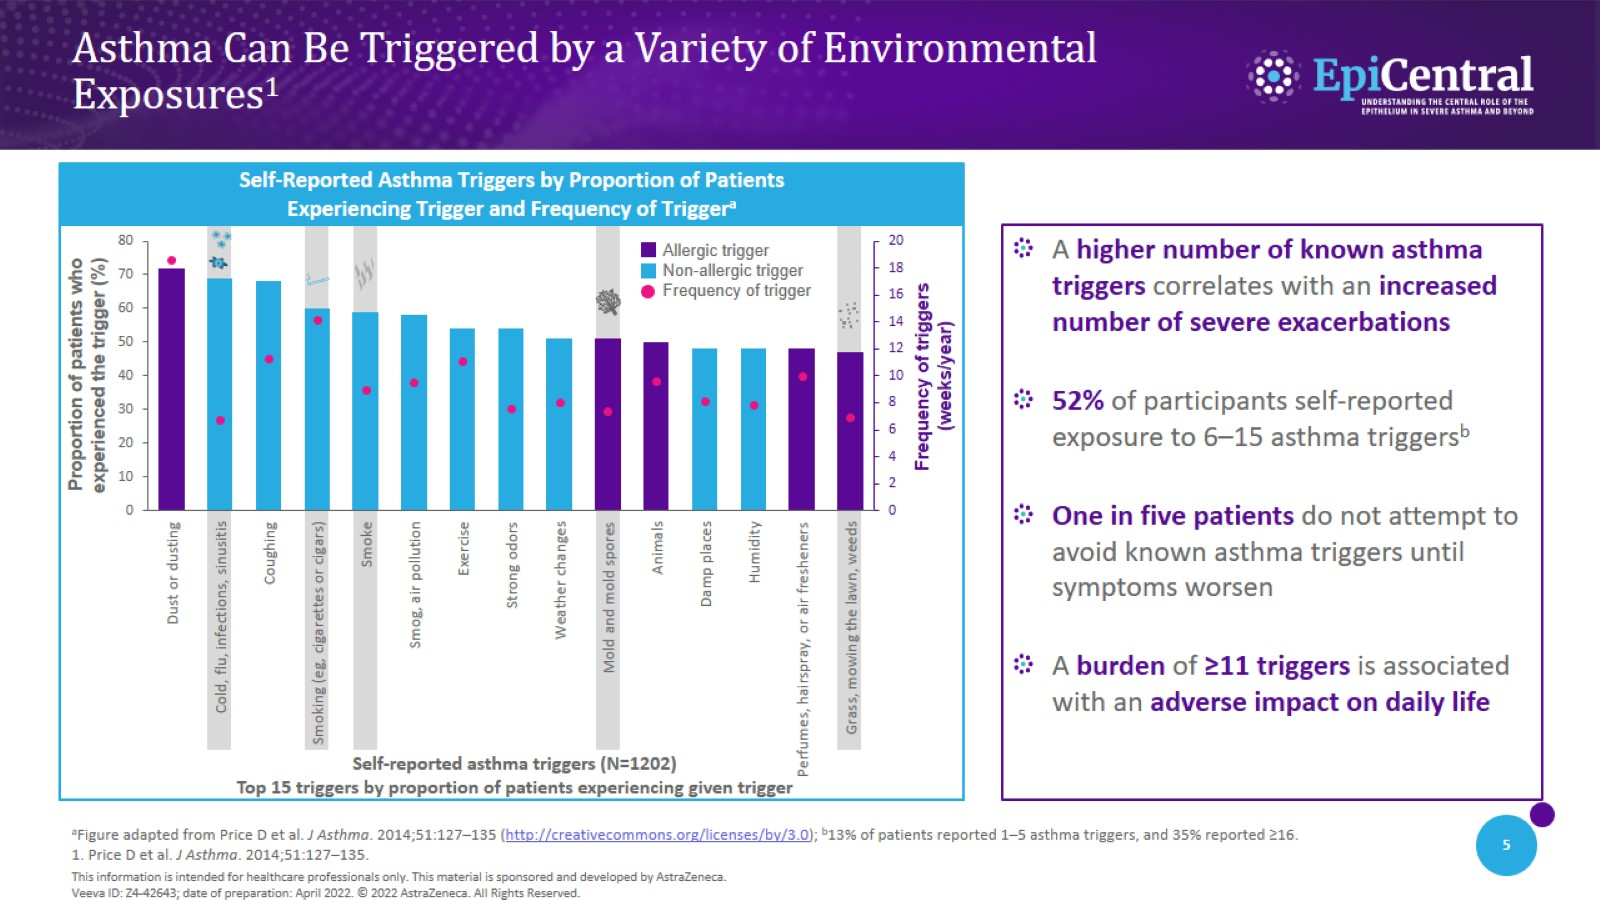 Asthma Can Be Triggered by a Variety of Environmental
Exposures¹
EpiCentral
UNDERSTANDING THE CENTRAL ROLE OF THE
EPITHELIUM IN SEVERE ASTHMA AND BEYOND
Self-Reported Asthma Triggers by Proportion of Patients
Experiencing Trigger and Frequency of Triggerᵃ
Proportion of patients who
experienced the trigger (%)
80
70
60
50
40
30
20
10
0
Allergic trigger
Non-allergic trigger
Frequency of trigger
20
18
16
14
12
10
8
6
4
2
0
Frequency of triggers
(weeks/year)
Dust or dusting
Cold, flu, infections, sinusitis
Coughing
Smoking (eg, cigarettes or cigars)
Smoke
Smog, air pollution
Exercise
Strong odors
Weather changes
Mold and mold spores
Animals
Damp places
Humidity
Perfumes, hairspray, or air fresheners
Grass, mowing the lawn, weeds
Self-reported asthma triggers (N=1202)
Top 15 triggers by proportion of patients experiencing given trigger
A higher number of known asthma
triggers correlates with an increased
number of severe exacerbations
52% of participants self-reported
exposure to 6–15 asthma triggersᵇ
One in five patients do not attempt to
avoid known asthma triggers until
symptoms worsen
A burden of ≥11 triggers is associated
with an adverse impact on daily life
ᵃFigure adapted from Price D et al. J Asthma. 2014;51:127–135 (http://creativecommons.org/licenses/by/3.0); ᵇ13% of patients reported 1–5 asthma triggers, and 35% reported ≥16.
1. Price D et al. J Asthma. 2014;51:127–135.
This information is intended for healthcare professionals only. This material is sponsored and developed by AstraZeneca.
Veeva ID: Z4-42643; date of preparation: April 2022. © 2022 AstraZeneca. All Rights Reserved.
5